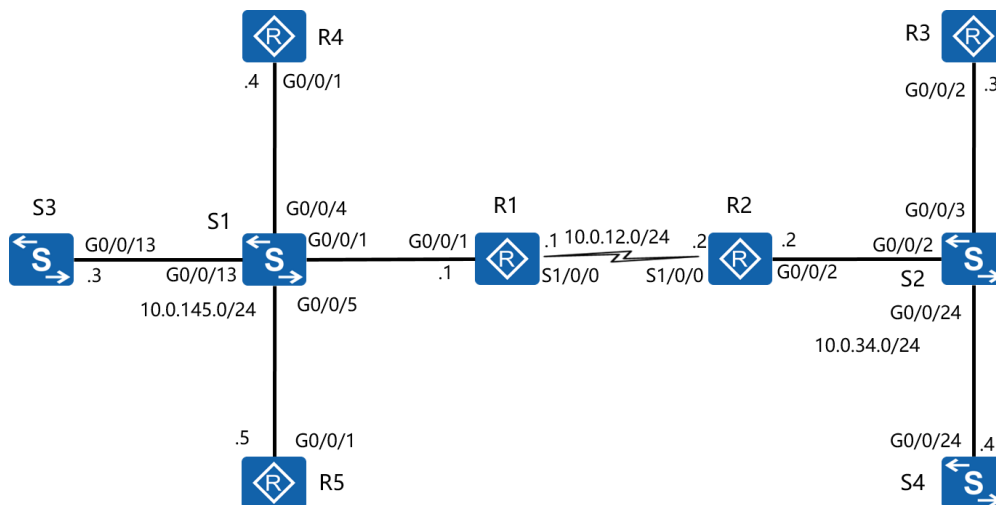 R4
R3
.4 G0/0/1
G0/0/2 .3
S3
S1
G0/0/4
R1
R2
G0/0/3
G0/0/13
G0/0/1
G0/0/1
.1 10.0.12.0/24 .2
.2
G0/0/2
.3
G0/0/13
.1
S1/0/0
S1/0/0
G0/0/2
S2
10.0.145.0/24
G0/0/5
G0/0/24
10.0.34.0/24
.5 G0/0/1
G0/0/24 .4
R5
S4
R
R
S
S
R
R
S
R
S